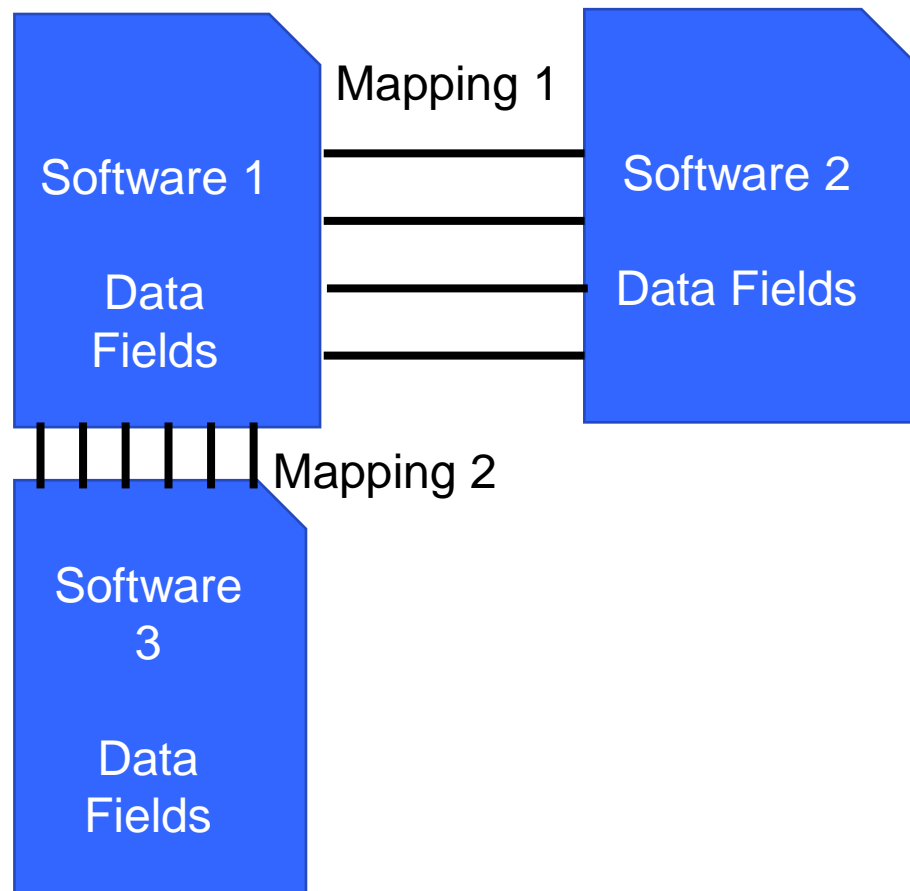 Mapping 1
Software 1
Data
Fields
Software 2
Data Fields
Mapping 2
Software
3
Data
Fields